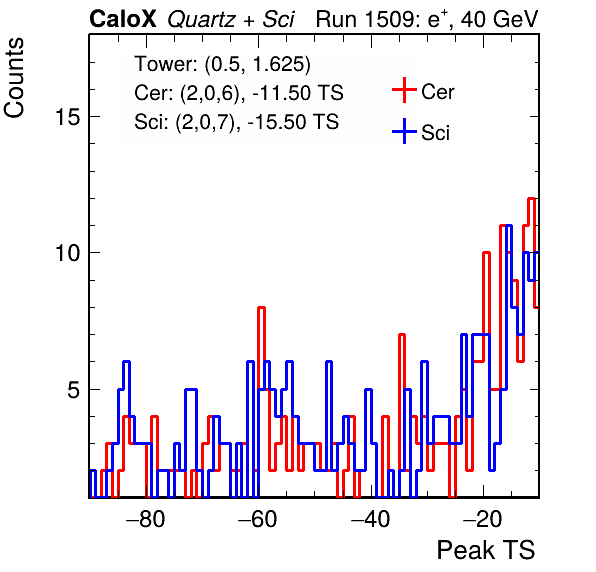 CaloX Quartz + Sci Run 1509: e⁺, 40 GeV
Counts
Tower: (0.5, 1.625)
Cer: (2,0,6), -11.50 TS
Sci: (2,0,7), -15.50 TS
Cer
Sci
15
10
5
−80 −60 −40 −20
Peak TS